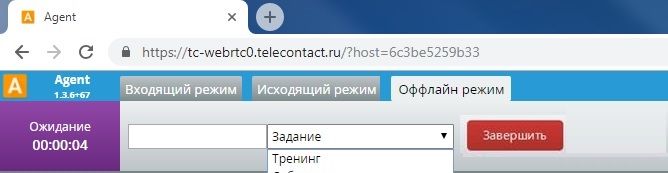 Agent
https://tc-webrtc0.telecontact.ru/?host=6c3be5259b33
A Agent
1.3.6+67
Входящий режим
Исходящий режим
Оффлайн режим
Ожидание
00:00:04
Задание
Завершить
Тренинг